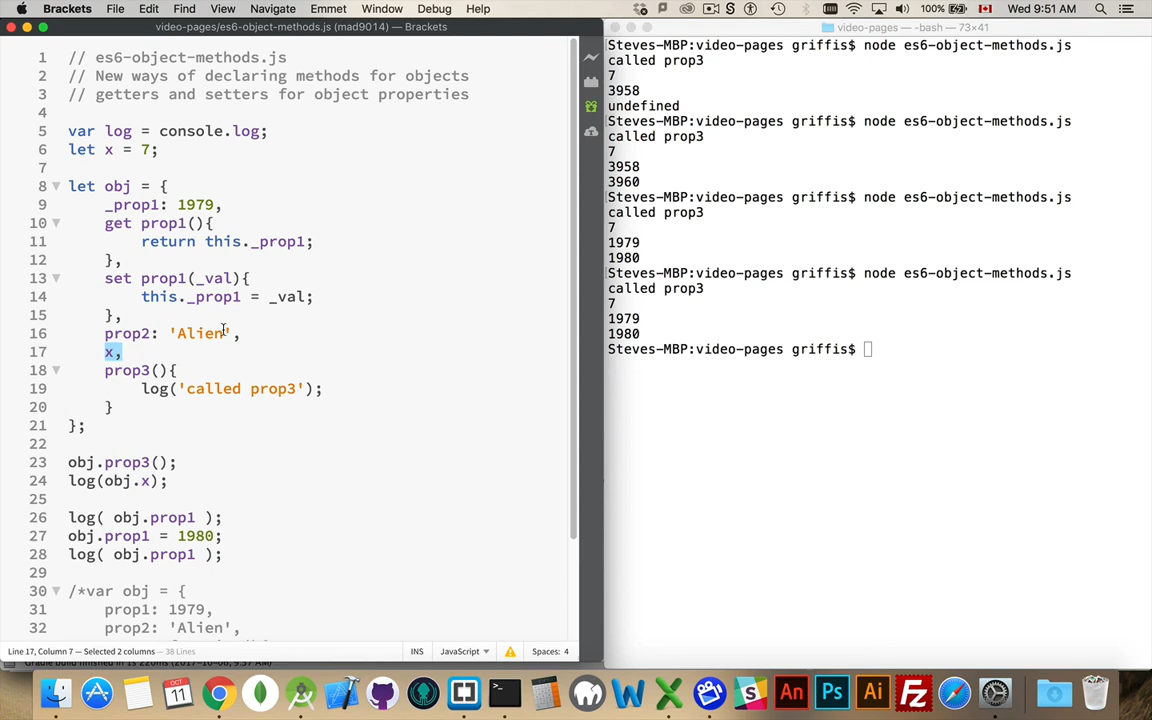 Brackets File Edit Find View Navigate Emmet Window Debug Help 100% Wed 9:51 AM
video-pages/es6-object-methods.js (mad9014) — Brackets
video-pages — -bash — 73×41
1 // es6-object-methods.js
2 // New ways of declaring methods for objects
3 // getters and setters for object properties
4
5 var log = console.log;
6 let x = 7;
7
8 let obj = {
9 _prop1: 1979,
10 get prop1(){
11 return this._prop1;
12 },
13 set prop1(_val){
14 this._prop1 = _val;
15 },
16 prop2: 'Alien',
17 x,
18 prop3(){
19 log('called prop3');
20 }
21 };
22
23 obj.prop3();
24 log(obj.x);
25
26 log( obj.prop1 );
27 obj.prop1 = 1980;
28 log( obj.prop1 );
29
30 /*var obj = {
31 prop1: 1979,
32 prop2: 'Alien',
Line 17, Column 7 — Selected 2 columns — 38 Lines INS JavaScript Spaces: 4
Steves-MBP:video-pages griffis$ node es6-object-methods.js
called prop3
7
3958
undefined
Steves-MBP:video-pages griffis$ node es6-object-methods.js
called prop3
7
3958
3960
Steves-MBP:video-pages griffis$ node es6-object-methods.js
called prop3
7
1979
1980
Steves-MBP:video-pages griffis$ node es6-object-methods.js
called prop3
7
1979
1980
Steves-MBP:video-pages griffis$
OCT
11
An Ps Ai